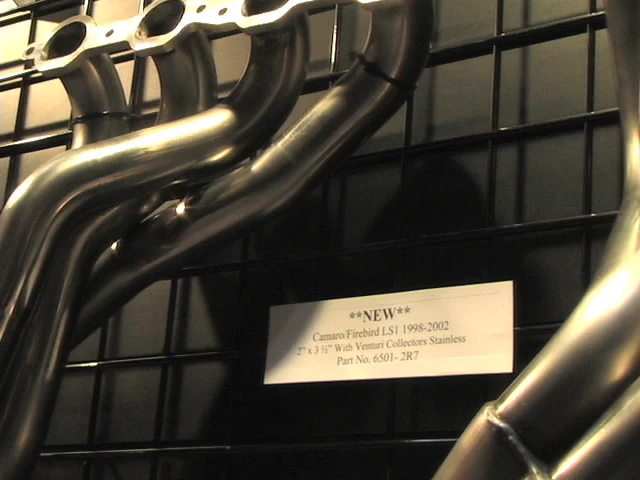 **NEW**
Camaro/Firebird LS1 1998-2002
2" x 3 ½" With Venturi Collectors Stainless
Part No. 6501- 2R7